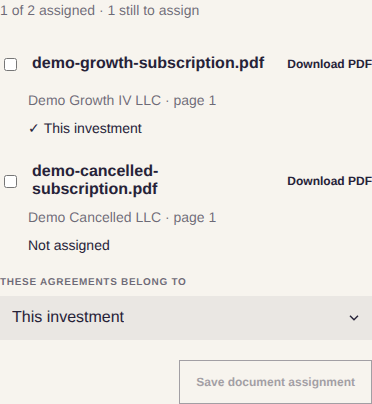 1 of 2 assigned · 1 still to assign
demo-growth-subscription.pdf Download PDF
Demo Growth IV LLC · page 1
✓ This investment
demo-cancelled-
subscription.pdf Download PDF
Demo Cancelled LLC · page 1
Not assigned
THESE AGREEMENTS BELONG TO
This investment
Save document assignment